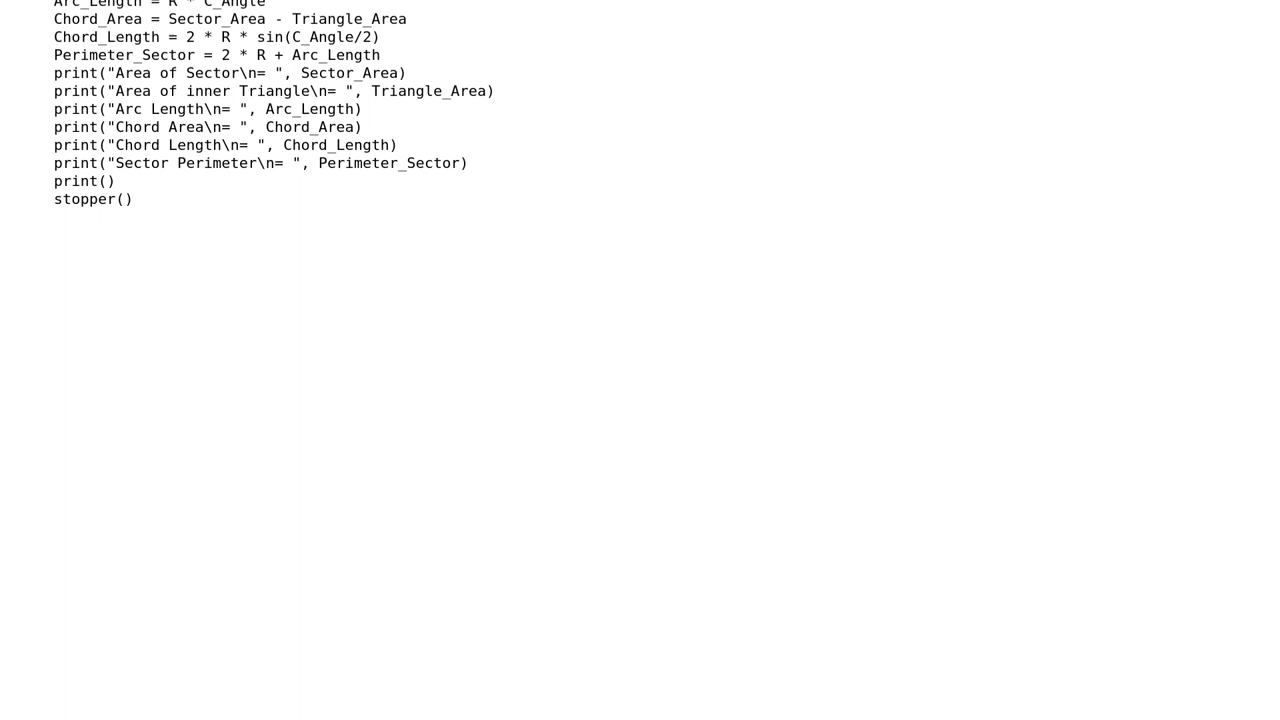 Arc_Length = R * C_Angle
Chord_Area = Sector_Area - Triangle_Area
Chord_Length = 2 * R * sin(C_Angle/2)
Perimeter_Sector = 2 * R + Arc_Length
print("Area of Sector\n= ", Sector_Area)
print("Area of inner Triangle\n= ", Triangle_Area)
print("Arc Length\n= ", Arc_Length)
print("Chord Area\n= ", Chord_Area)
print("Chord Length\n= ", Chord_Length)
print("Sector Perimeter\n= ", Perimeter_Sector)
print()
stopper()